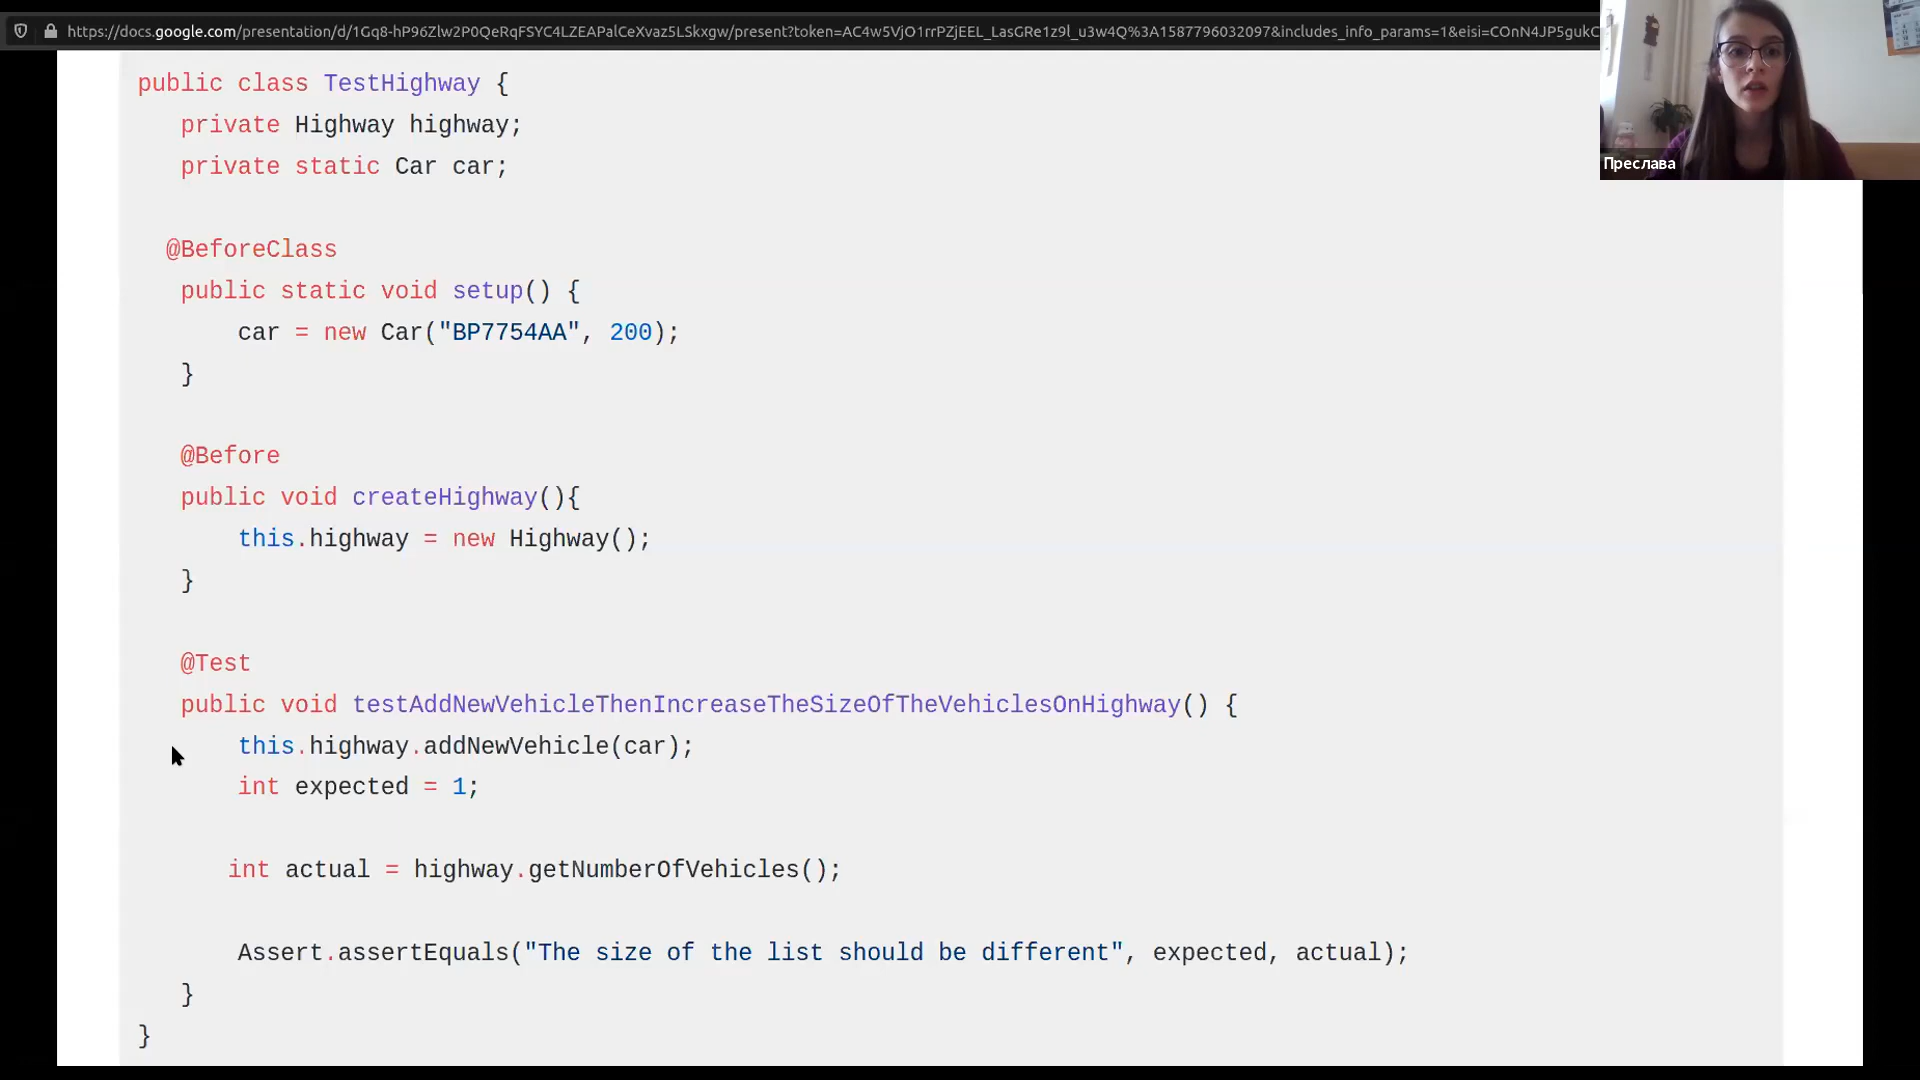 https://docs.google.com/presentation/d/1Gq8-hP96Zlw2P0QeRqFSYC4LZEAPalCeXvaz5LSkxgw/present?token=AC4w5VjO1rrPZjEEL_LasGRe1z9l_u3w4Q%3A1587796032097&includes_info_params=1&eisi=COnN4JP5gukC
Преслава
public class TestHighway {
private Highway highway;
private static Car car;
@BeforeClass
public static void setup() {
car = new Car("BP7754AA", 200);
}
@Before
public void createHighway(){
this.highway = new Highway();
}
@Test
public void testAddNewVehicleThenIncreaseTheSizeOfTheVehiclesOnHighway() {
this.highway.addNewVehicle(car);
int expected = 1;
int actual = highway.getNumberOfVehicles();
Assert.assertEquals("The size of the list should be different", expected, actual);
}
}